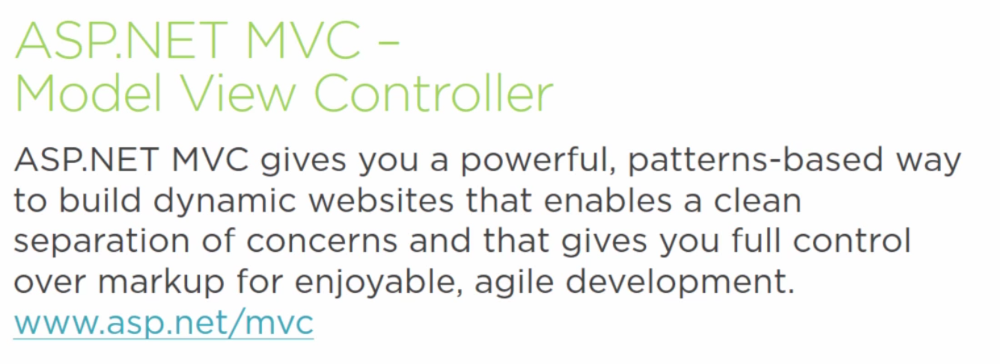 ASP.NET MVC –
Model View Controller
ASP.NET MVC gives you a powerful, patterns-based way
to build dynamic websites that enables a clean
separation of concerns and that gives you full control
over markup for enjoyable, agile development.
www.asp.net/mvc